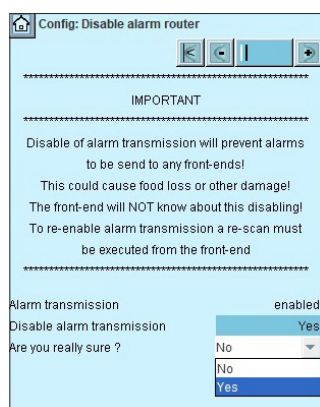 Config: Disable alarm router
****************************************************************
IMPORTANT
****************************************************************
Disable of alarm transmission will prevent alarms
to be send to any front-ends!
This could cause food loss or other damage!
The front-end will NOT know about this disabling!
To re-enable alarm transmission a re-scan must
be executed from the front-end
****************************************************************
Alarm transmission enabled
Disable alarm transmission Yes
Are you really sure ? No
No
Yes